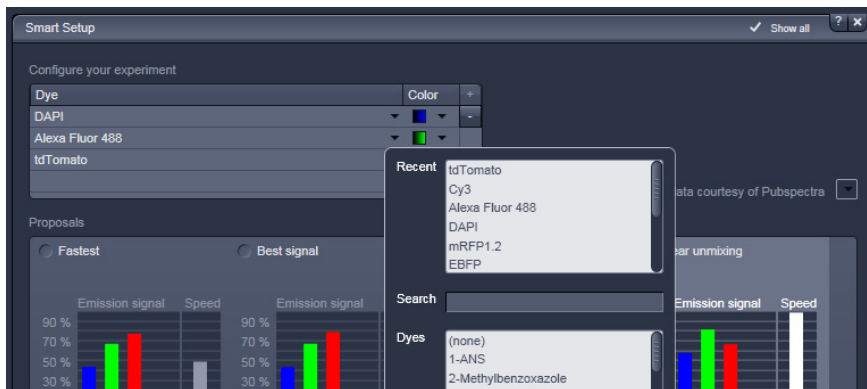 Smart Setup
Show all
?
×
Configure your experiment
Dye Color +
DAPI -
Alexa Fluor 488
tdTomato
Recent
tdTomato
Cy3
Alexa Fluor 488
DAPI
mRFP1.2
EBFP
ata courtesy of Pubspectra
Proposals
Fastest
Best signal
ear unmixing
Search
Emission signal Speed
90 %
70 %
50 %
30 %
Emission signal
90 %
70 %
50 %
30 %
Dyes
(none)
1-ANS
2-Methylbenzoxazole
Emission signal Speed